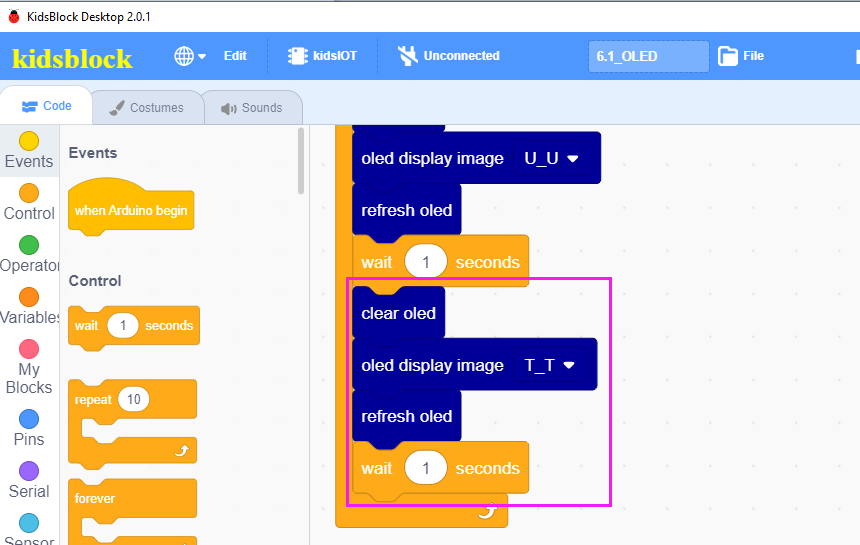 KidsBlock Desktop 2.0.1
kidsblock
Edit
kidsIOT
Unconnected
6.1_OLED
File
Code
Costumes
Sounds
Events
Control
Operator
Variables
My
Blocks
Pins
Serial
Sensor
Events
when Arduino begin
Control
wait 1 seconds
repeat 10
forever
oled display image U_U
refresh oled
wait 1 seconds
clear oled
oled display image T_T
refresh oled
wait 1 seconds